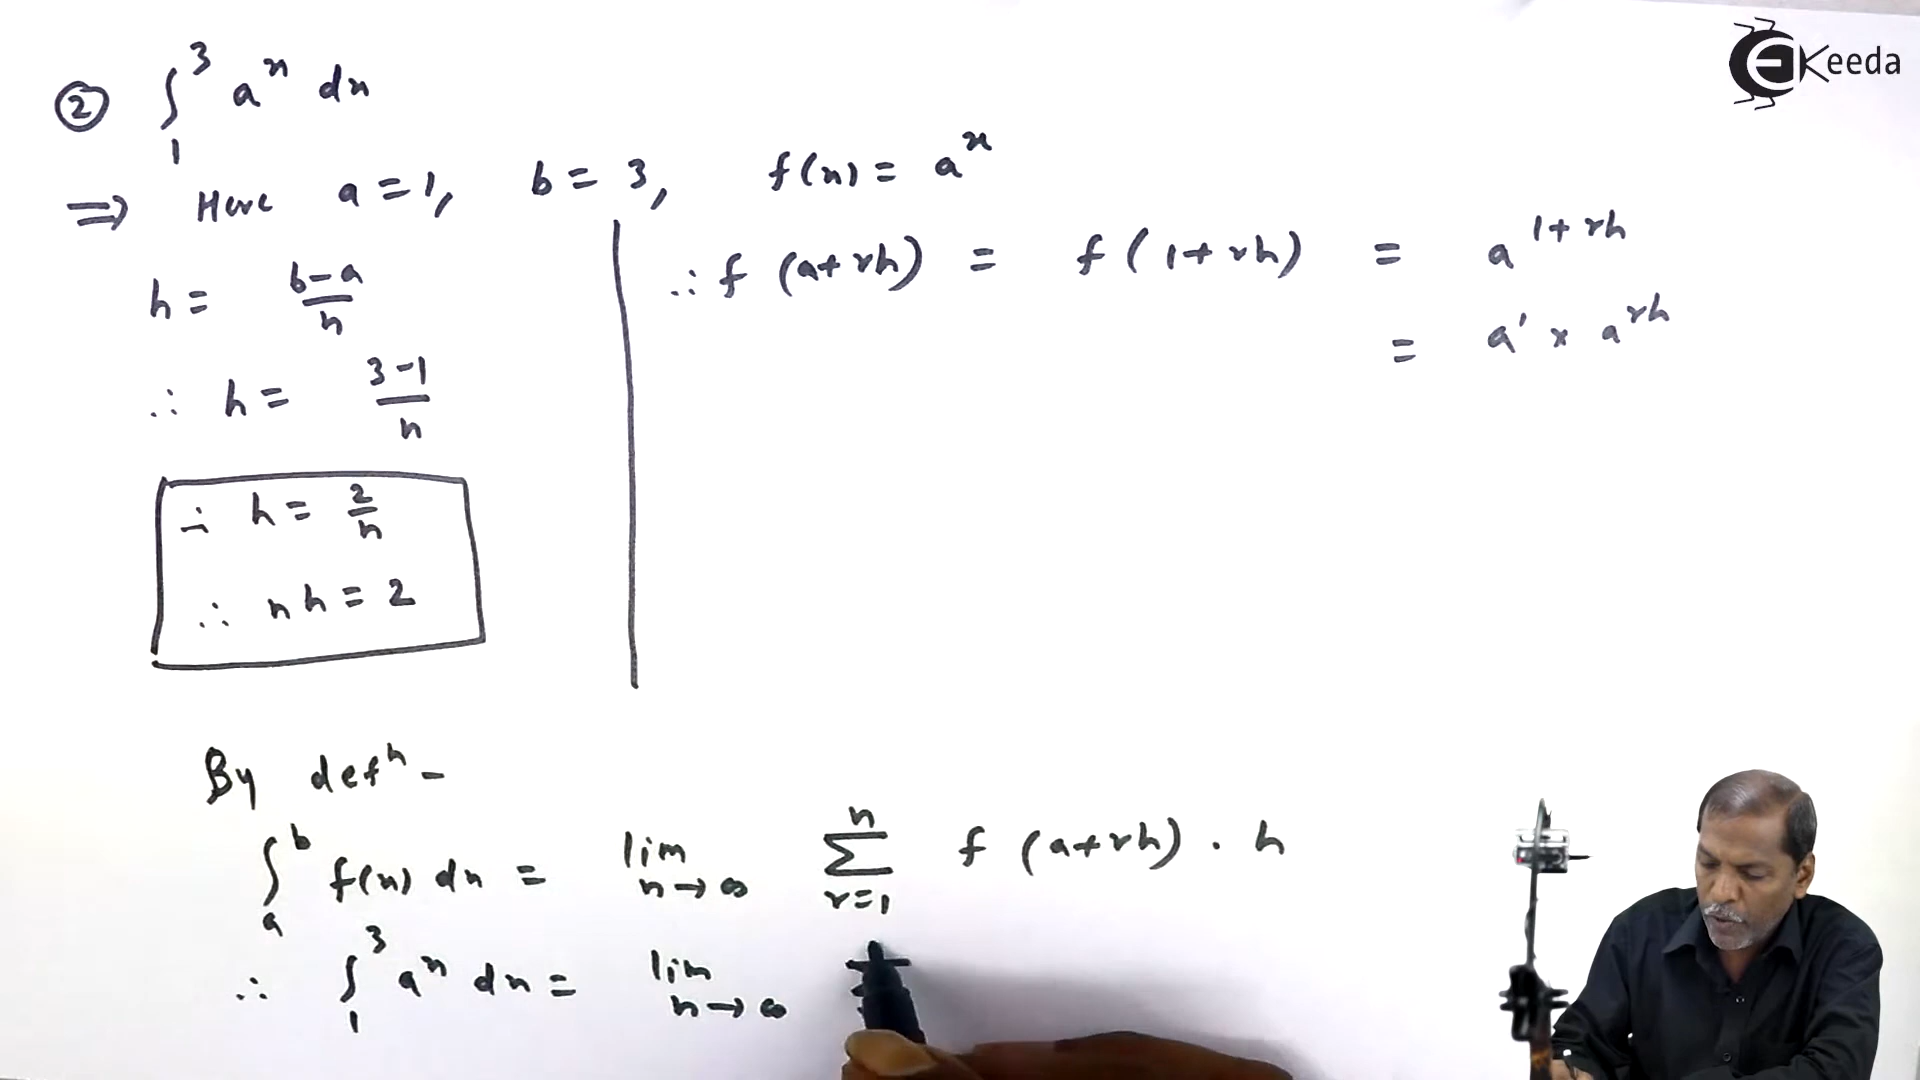 EKeeda
② ∫₁³ aˣ dx
⇒ Here a = 1, b = 3, f(x) = aˣ
h = (b-a)/n
∴ h = (3-1)/n
∴ h = 2/n
∴ nh = 2
∴ f (a+rh) = f (1+rh) = a^(1+rh)
= a¹ × a^(rh)
By defⁿ -
∫ₐᵇ f(x) dx = lim n→∞ Σ r=1 n f (a+rh) · h
∴ ∫₁³ aˣ dx = lim n→∞